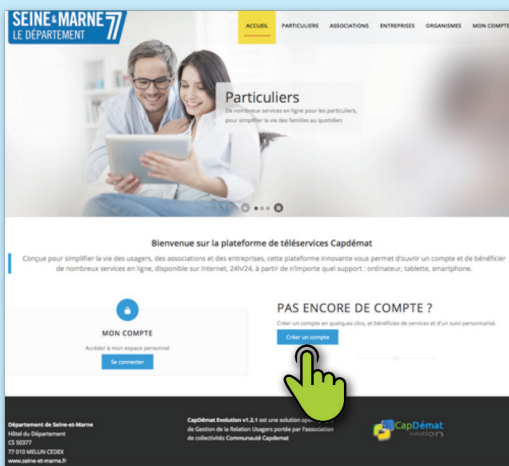 SEINE&MARNE 77
LE DÉPARTEMENT
ACCUEIL PARTICULIERS ASSOCIATIONS ENTREPRISES ORGANISMES MON COMPTE
Particuliers
De nombreux services en ligne pour les particuliers,
pour simplifier la vie des familles au quotidien
Bienvenue sur la plateforme de téléservices Capdémat
Conçue pour simplifier la vie des usagers, des associations et des entreprises, cette plateforme innovante vous permet d'ouvrir un compte et de bénéficier
de nombreux services en ligne, disponible sur Internet, 24h/24, à partir de n'importe quel support : ordinateur, tablette, smartphone.
MON COMPTE
Accéder à mon espace personnel
Se connecter
PAS ENCORE DE COMPTE ?
Créer un compte en quelques clics, et bénéficiez de services et d'un suivi personnalisé.
Créer un compte
Département de Seine-et-Marne
Hôtel du Département
CS 50377
77 010 MELUN CEDEX
www.seine-et-marne.fr
CapDémat Evolution v1.2.1 est une solution
de Gestion de la Relation Usagers portée par l'association
de collectivités Communauté Capdemat
CapDémat